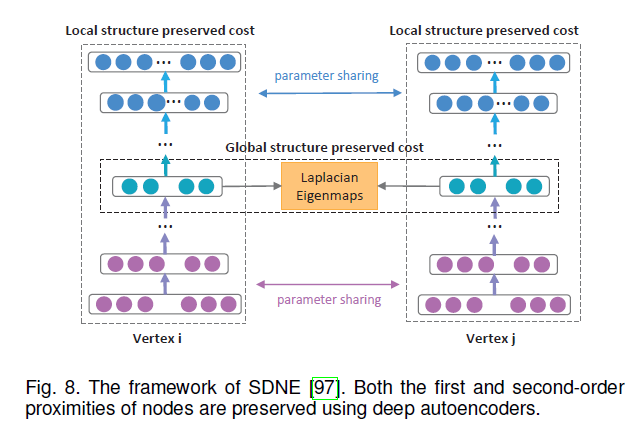 Local structure preserved cost
Local structure preserved cost
...
...
parameter sharing
...
...
...
...
Global structure preserved cost
Laplacian
Eigenmaps
...
...
parameter sharing
Vertex i
Vertex j
Fig. 8. The framework of SDNE [97]. Both the first and second-order
proximities of nodes are preserved using deep autoencoders.